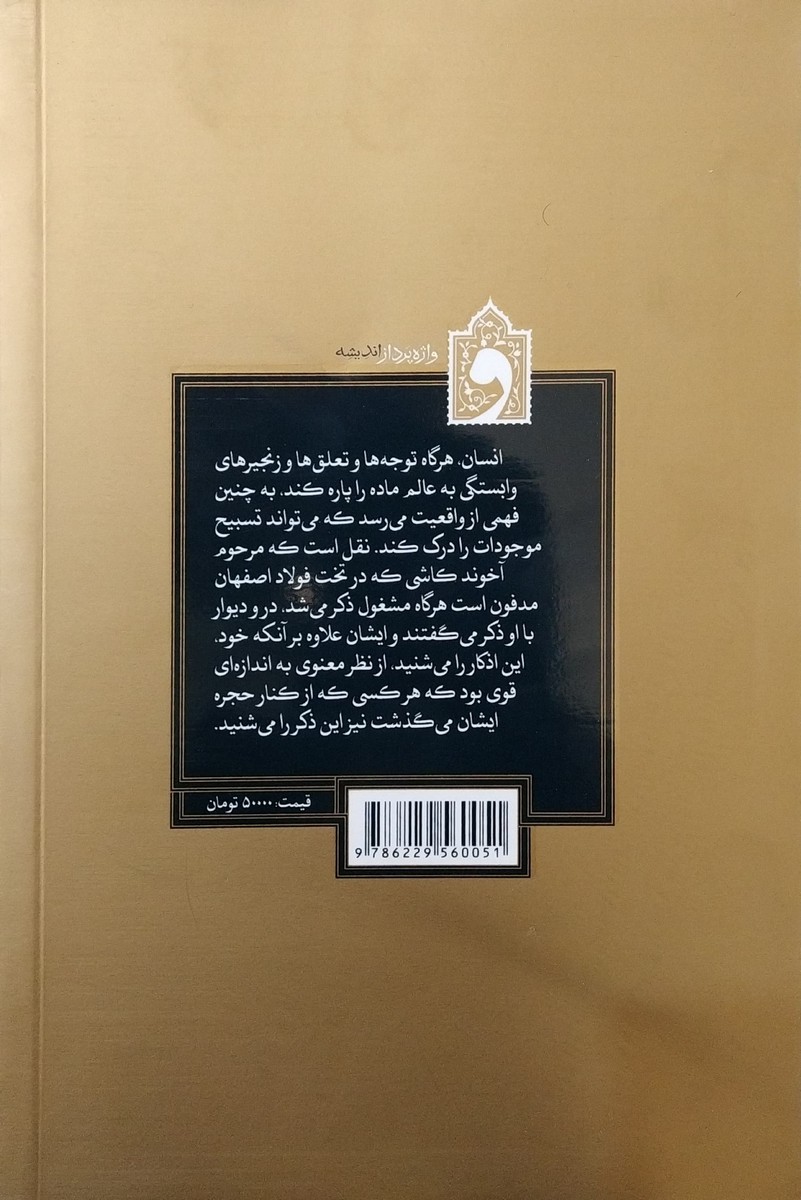 واژه‌پرداز اندیشه
و
انسان، هرگاه توجه‌ها و تعلق‌ها و زنجیرهای
وابستگی به عالم ماده را پاره کند، به چنین
فهمی از واقعیت می‌رسد که می‌تواند تسبیح
موجودات را درک کند. نقل است که مرحوم
آخوند کاشی که در تخت فولاد اصفهان
مدفون است هرگاه مشغول ذکر می‌شد، در و دیوار
با او ذکر می‌گفتند و ایشان علاوه بر آنکه خود،
این اذکار را می‌شنید، از نظر معنوی به اندازه‌ای
قوی بود که هر کسی که از کنار حجره
ایشان می‌گذشت نیز این ذکر را می‌شنید.
قیمت: ۵۰۰۰۰ تومان
9 786229 560051